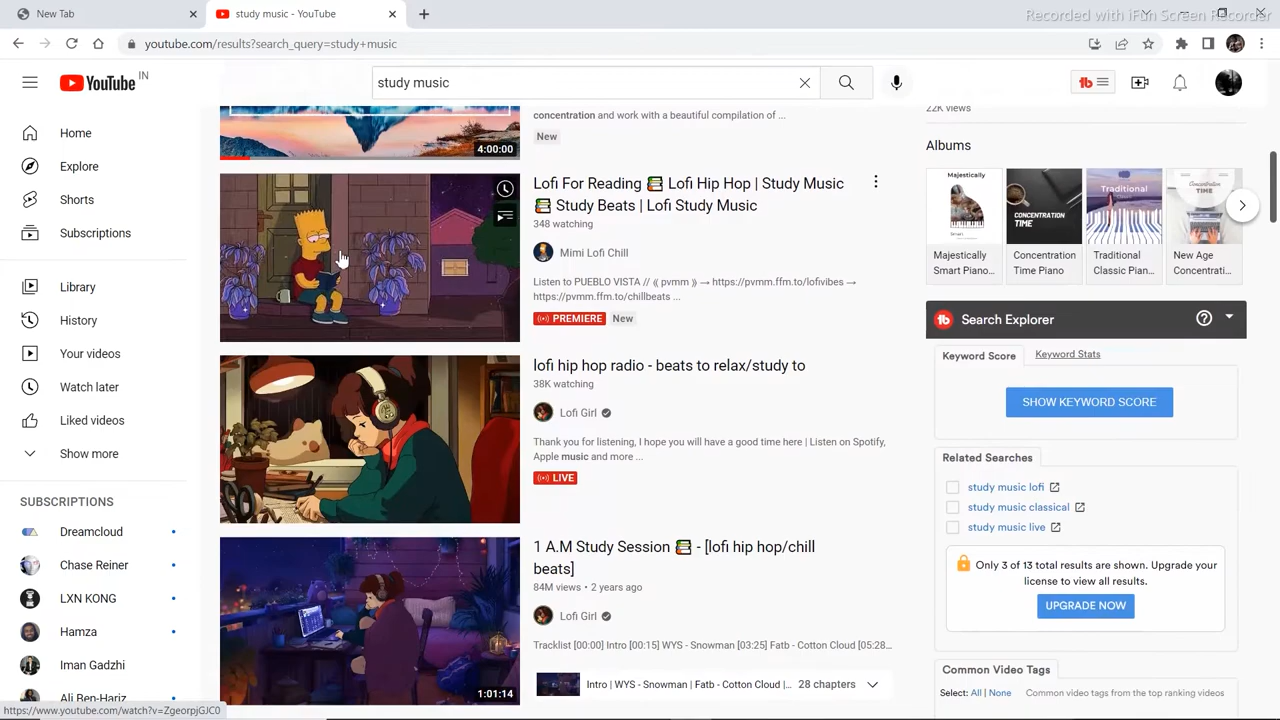 New Tab
study music - YouTube
Recorded with iFun Screen Recorder
youtube.com/results?search_query=study+music
YouTube IN
study music
tb
Home
Explore
Shorts
Subscriptions
Library
History
Your videos
Watch later
Liked videos
Show more
SUBSCRIPTIONS
Dreamcloud
Chase Reiner
LXN KONG
Hamza
Iman Gadzhi
Ali Ben-Hariz
https://www.youtube.com/watch?v=ZgeorpjGJC0
4:00:00
concentration and work with a beautiful compilation of ...
New
Lofi For Reading 📚 Lofi Hip Hop | Study Music
📚 Study Beats | Lofi Study Music
348 watching
Mimi Lofi Chill
Listen to PUEBLO VISTA // ⟪ pvmm ⟫ → https://pvmm.ffm.to/lofivibes →
https://pvmm.ffm.to/chillbeats ...
PREMIERE New
lofi hip hop radio - beats to relax/study to
38K watching
Lofi Girl
Thank you for listening, I hope you will have a good time here | Listen on Spotify,
Apple music and more ...
LIVE
1 A.M Study Session 📚 - [lofi hip hop/chill
beats]
84M views • 2 years ago
Lofi Girl
Tracklist [00:00] Intro [00:15] WYS - Snowman [03:25] Fatb - Cotton Cloud [05:28...
1:01:14
Intro | WYS - Snowman | Fatb - Cotton Cloud |... 28 chapters
22K views
Albums
Majestically
CONCENTRATION
TIME
Traditional
CONCENTRATION
TIME
Majestically
Smart Piano...
Concentration
Time Piano
Traditional
Classic Pian...
New Age
Concentrati...
tb Search Explorer
Keyword Score Keyword Stats
SHOW KEYWORD SCORE
Related Searches
study music lofi
study music classical
study music live
Only 3 of 13 total results are shown. Upgrade your
license to view all results.
UPGRADE NOW
Common Video Tags
Select: All | None Common video tags from the top ranking videos